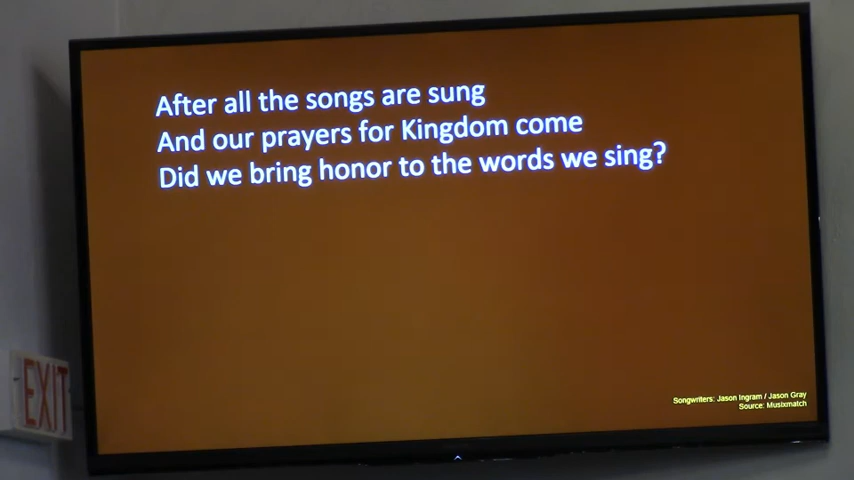 After all the songs are sung
And our prayers for Kingdom come
Did we bring honor to the words we sing?
Songwriters: Jason Ingram / Jason Gray
Source: Musixmatch
EXIT